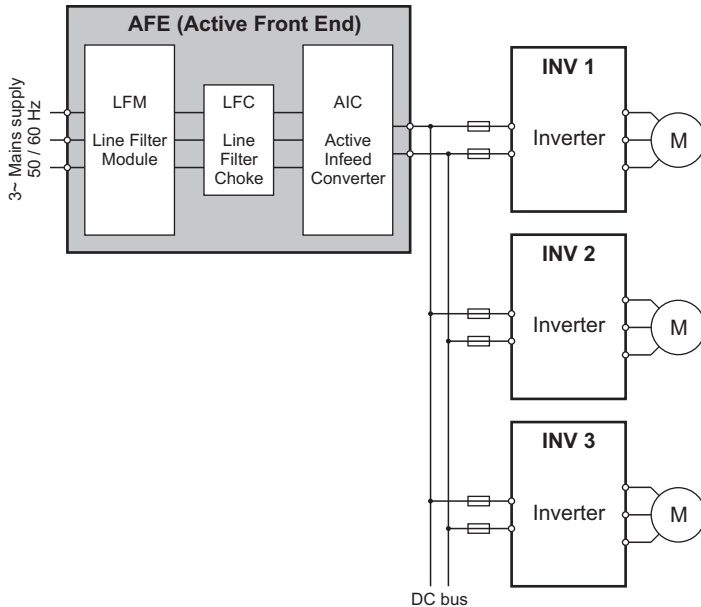 AFE (Active Front End)
3~ Mains supply
50 / 60 Hz
LFM
Line Filter
Module
LFC
Line
Filter
Choke
AIC
Active
Infeed
Converter
INV 1
Inverter
M
INV 2
Inverter
M
INV 3
Inverter
M
DC bus